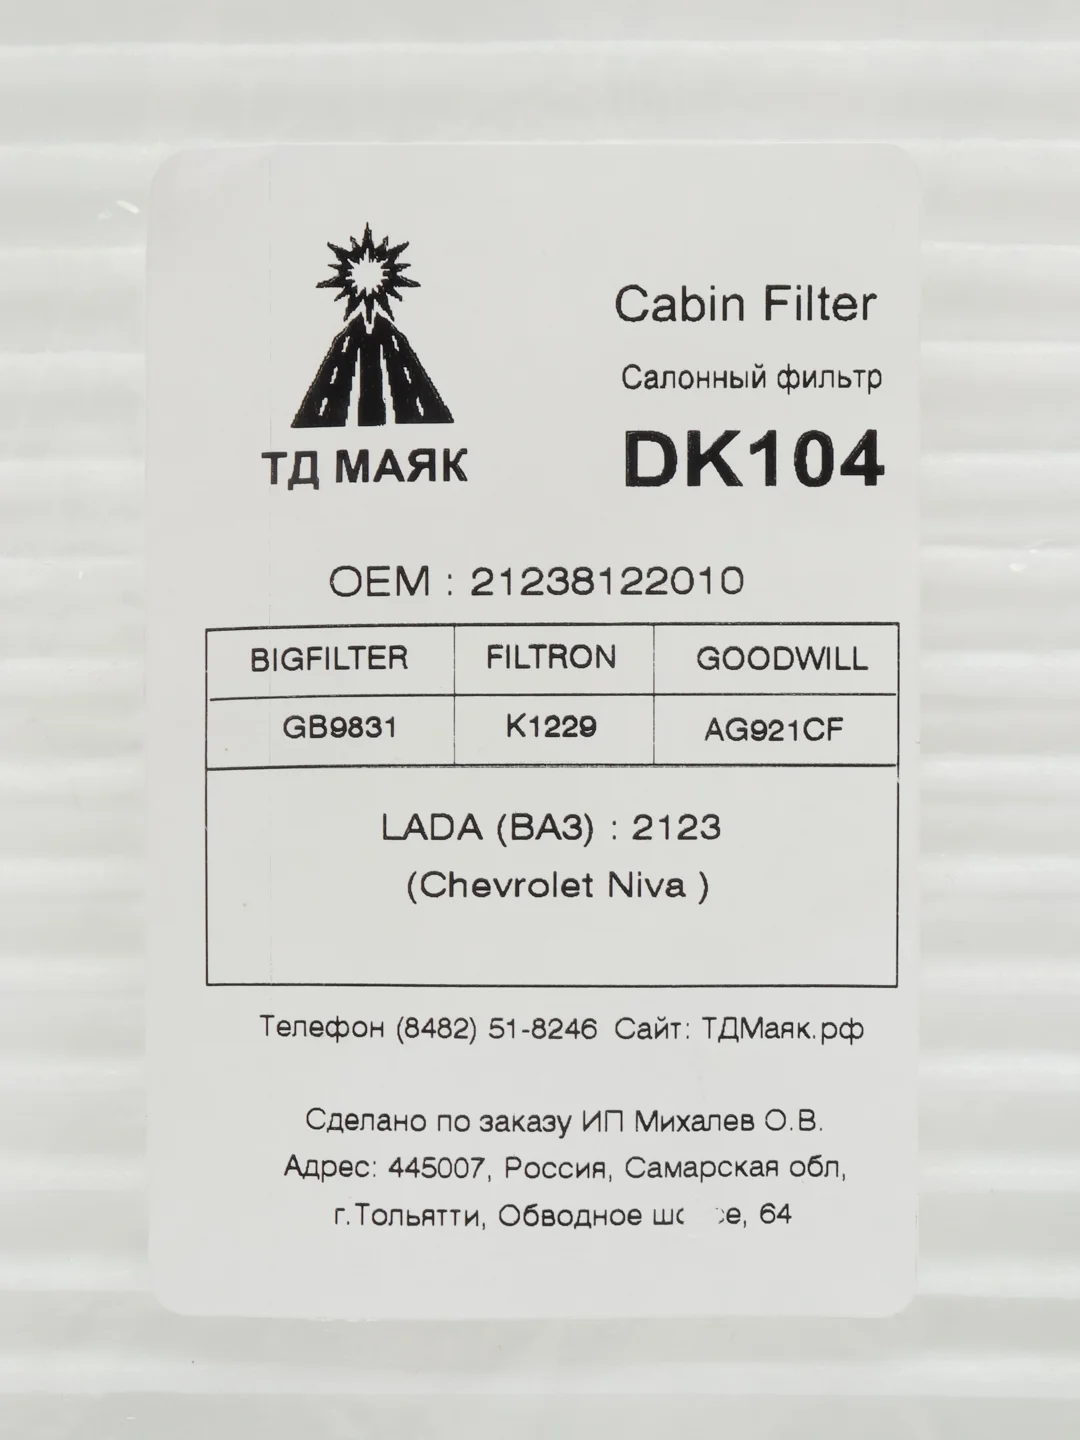 ТД МАЯК
Cabin Filter
Салонный фильтр
DK104
OEM : 21238122010
BIGFILTER FILTRON GOODWILL
GB9831 K1229 AG921CF
LADA (ВАЗ) : 2123
(Chevrolet Niva )
Телефон (8482) 51-8246 Сайт: ТДМаяк.рф
Сделано по заказу ИП Михалев О.В.
Адрес: 445007, Россия, Самарская обл,
г.Тольятти, Обводное 64